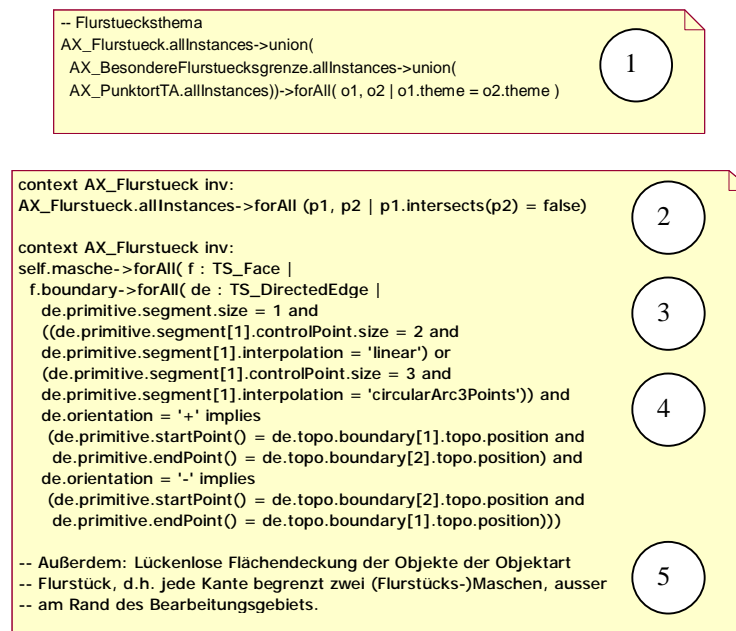 -- Flurstuecksthema
AX_Flurstueck.allInstances->union(
AX_BesondereFlurstuecksgrenze.allInstances->union(
AX_PunktortTA.allInstances))->forAll( o1, o2 | o1.theme = o2.theme )
1
context AX_Flurstueck inv:
AX_Flurstueck.allInstances->forAll (p1, p2 | p1.intersects(p2) = false)
2
context AX_Flurstueck inv:
self.masche->forAll( f : TS_Face |
f.boundary->forAll( de : TS_DirectedEdge |
de.primitive.segment.size = 1 and
3
((de.primitive.segment[1].controlPoint.size = 2 and
de.primitive.segment[1].interpolation = 'linear') or
(de.primitive.segment[1].controlPoint.size = 3 and
de.primitive.segment[1].interpolation = 'circularArc3Points')) and
4
de.orientation = '+' implies
(de.primitive.startPoint() = de.topo.boundary[1].topo.position and
de.primitive.endPoint() = de.topo.boundary[2].topo.position) and
de.orientation = '-' implies
(de.primitive.startPoint() = de.topo.boundary[2].topo.position and
de.primitive.endPoint() = de.topo.boundary[1].topo.position)))
-- Außerdem: Lückenlose Flächendeckung der Objekte der Objektart
-- Flurstück, d.h. jede Kante begrenzt zwei (Flurstücks-)Maschen, ausser
-- am Rand des Bearbeitungsgebiets.
5